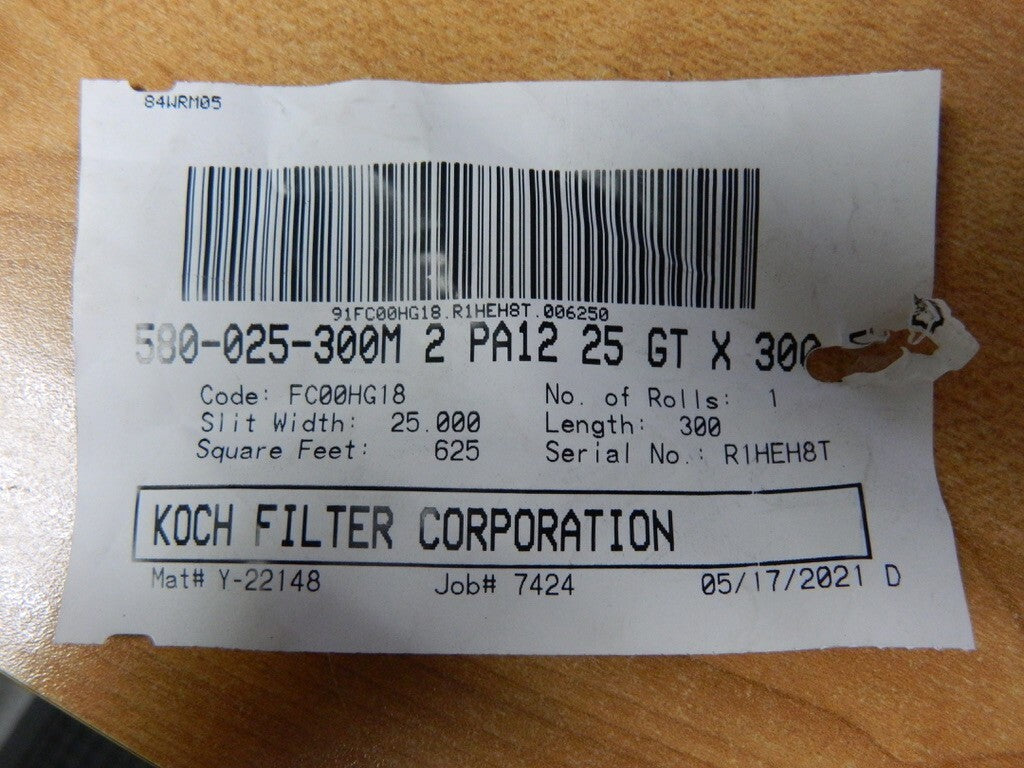 84WRM05
91FC00HG18.R1HEH8T.006250
580-025-300M 2 PA12 25 GT X 300
Code: FC00HG18 No. of Rolls: 1
Slit Width: 25.000 Length: 300
Square Feet: 625 Serial No.: R1HEH8T
KOCH FILTER CORPORATION
Mat# Y-22148 Job# 7424 05/17/2021 D